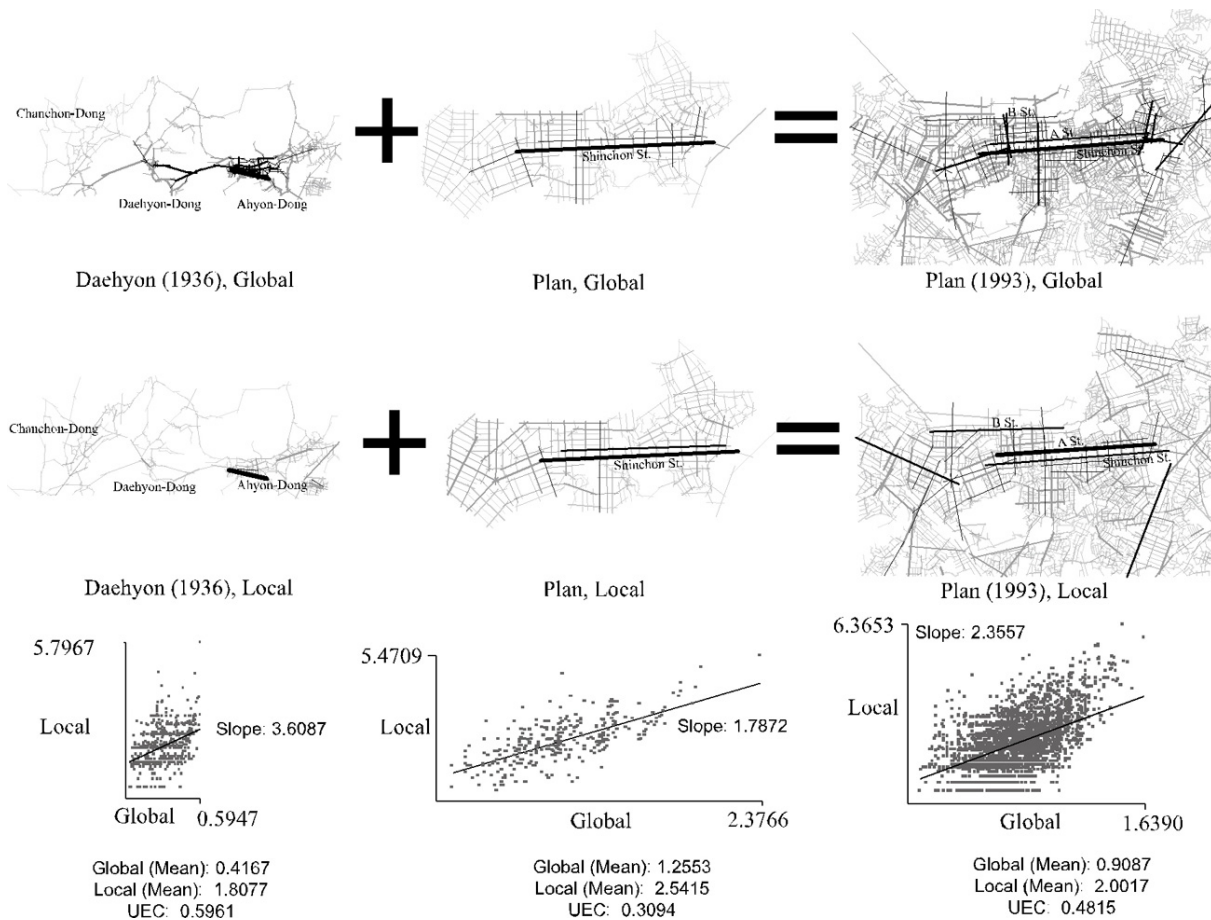 Chanchon-Dong
Daehyon-Dong
Ahyon-Dong
Daehyon (1936), Global
+
Shinchon St.
Plan, Global
=
B St.
A St.
Shinchon St.
Plan (1993), Global
Chanchon-Dong
Daehyon-Dong
Ahyon-Dong
Daehyon (1936), Local
+
Shinchon St.
Plan, Local
=
B St.
A St.
Shinchon St.
Plan (1993), Local
5.7967
Local
Slope: 3.6087
Global
0.5947
Global (Mean): 0.4167
Local (Mean): 1.8077
UEC: 0.5961
5.4709
Local
Slope: 1.7872
Global
2.3766
Global (Mean): 1.2553
Local (Mean): 2.5415
UEC: 0.3094
6.3653
Slope: 2.3557
Local
Global
1.6390
Global (Mean): 0.9087
Local (Mean): 2.0017
UEC: 0.4815